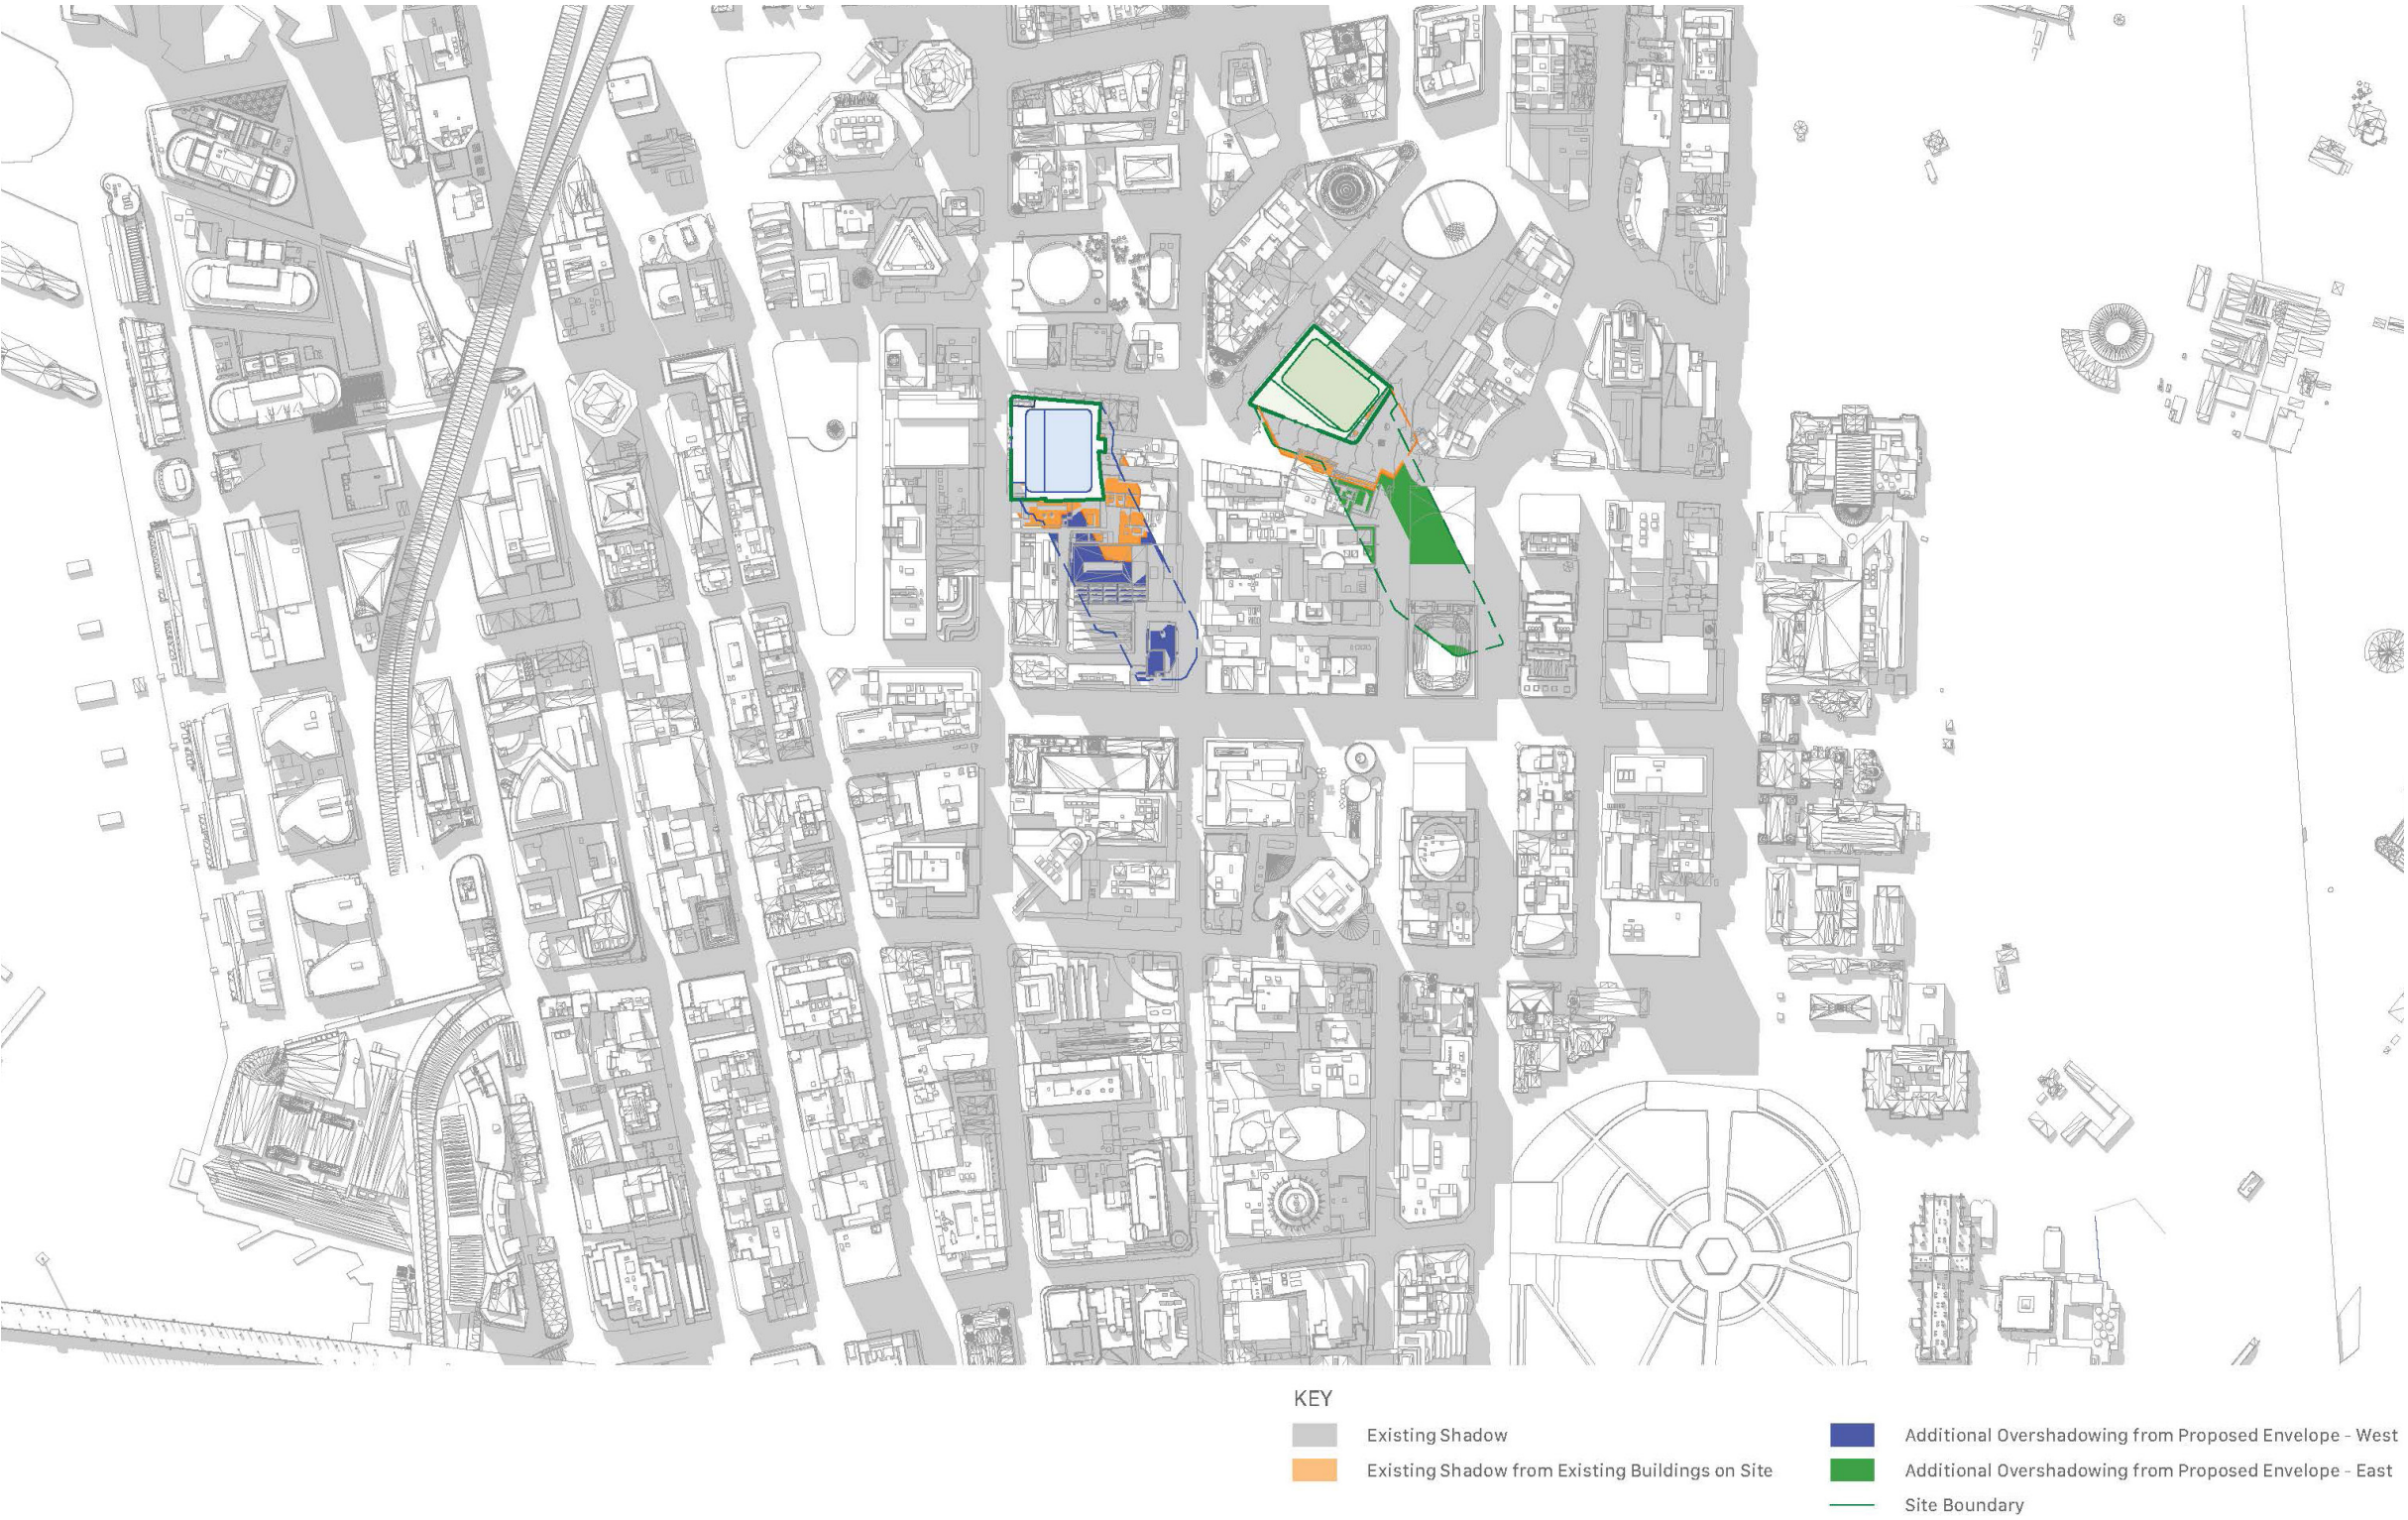 KEY
Existing Shadow
Existing Shadow from Existing Buildings on Site
Additional Overshadowing from Proposed Envelope - West
Additional Overshadowing from Proposed Envelope - East
Site Boundary